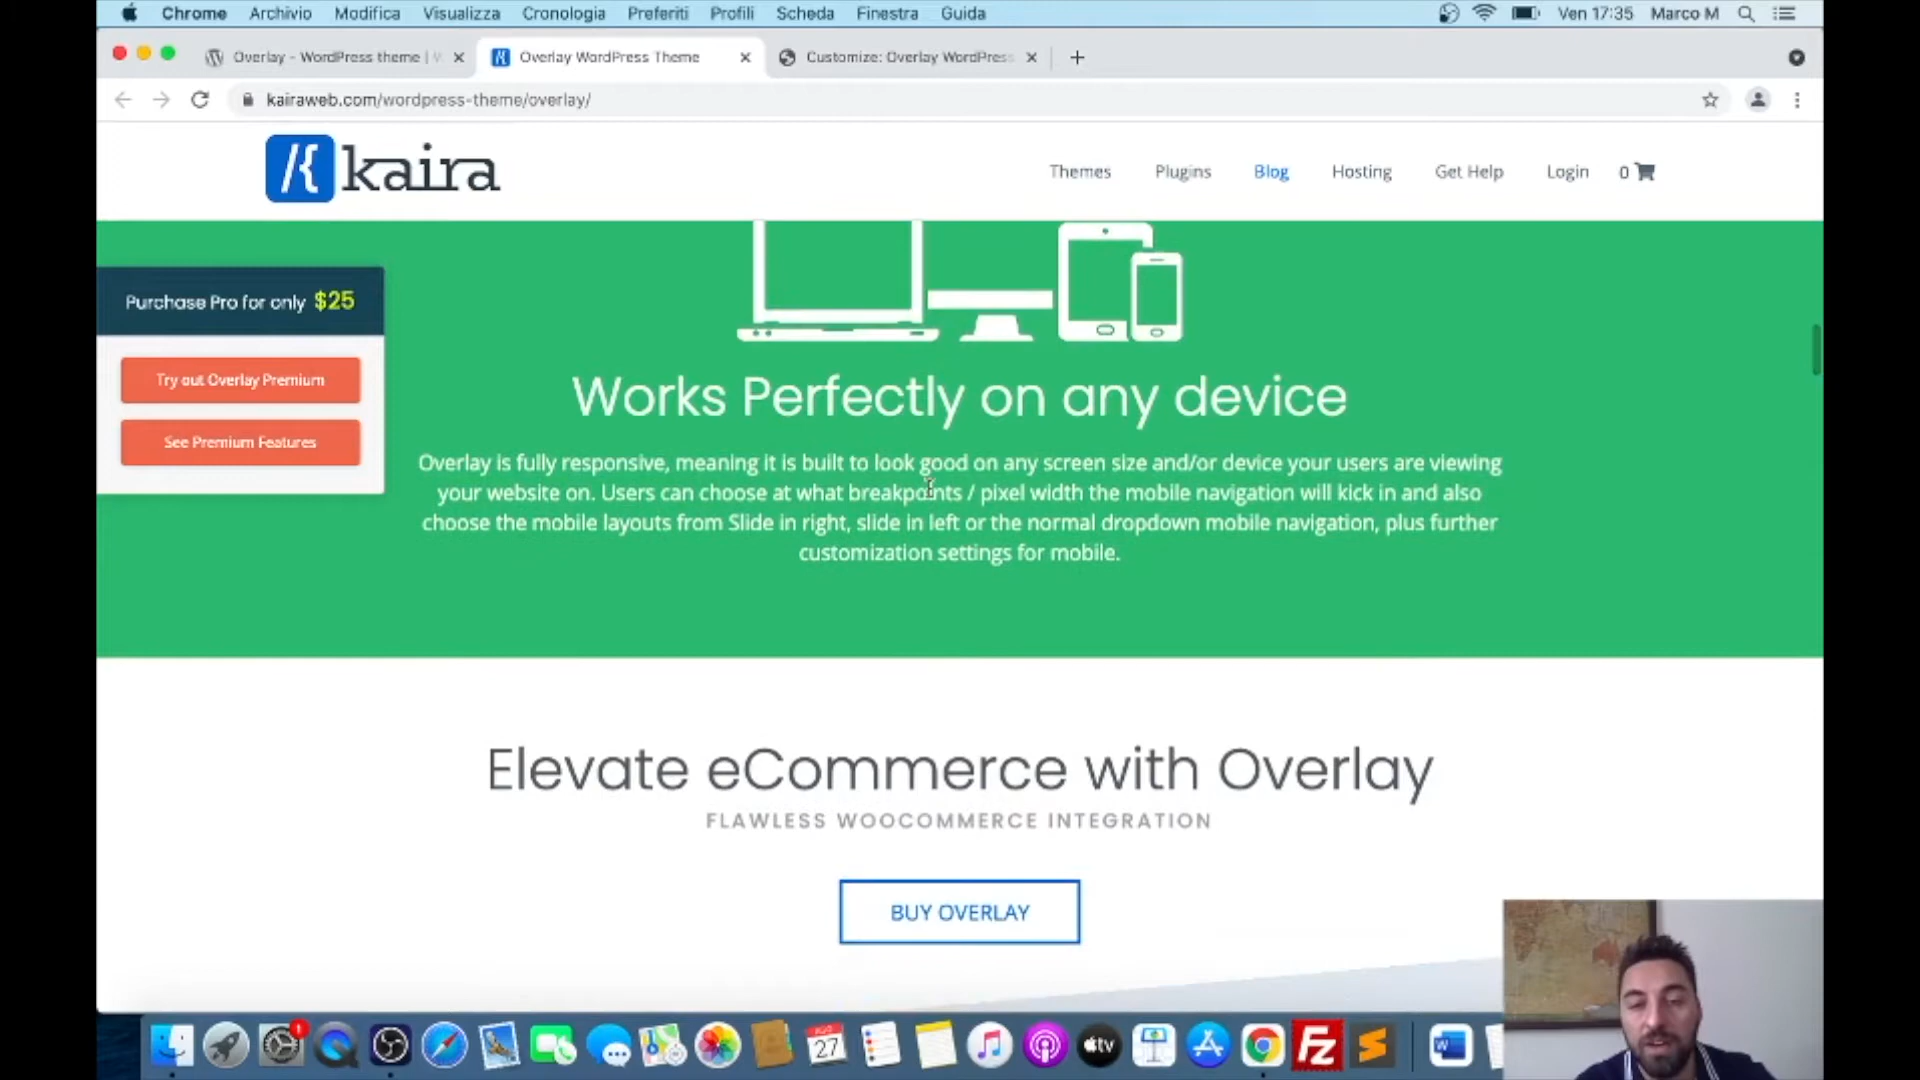 Chrome Archivio Modifica Visualizza Cronologia Preferiti Profili Scheda Finestra Guida Ven 17:35 Marco M
Overlay - WordPress theme | Overlay WordPress Theme Customize: Overlay WordPress
kairaweb.com/wordpress-theme/overlay/
kaira
Themes Plugins Blog Hosting Get Help Login 0
Purchase Pro for only $25
Try out Overlay Premium
See Premium Features
Works Perfectly on any device
Overlay is fully responsive, meaning it is built to look good on any screen size and/or device your users are viewing
your website on. Users can choose at what breakpoints / pixel width the mobile navigation will kick in and also
choose the mobile layouts from Slide in right, slide in left or the normal dropdown mobile navigation, plus further
customization settings for mobile.
Elevate eCommerce with Overlay
FLAWLESS WOOCOMMERCE INTEGRATION
BUY OVERLAY
1
27
tv
Fz
W